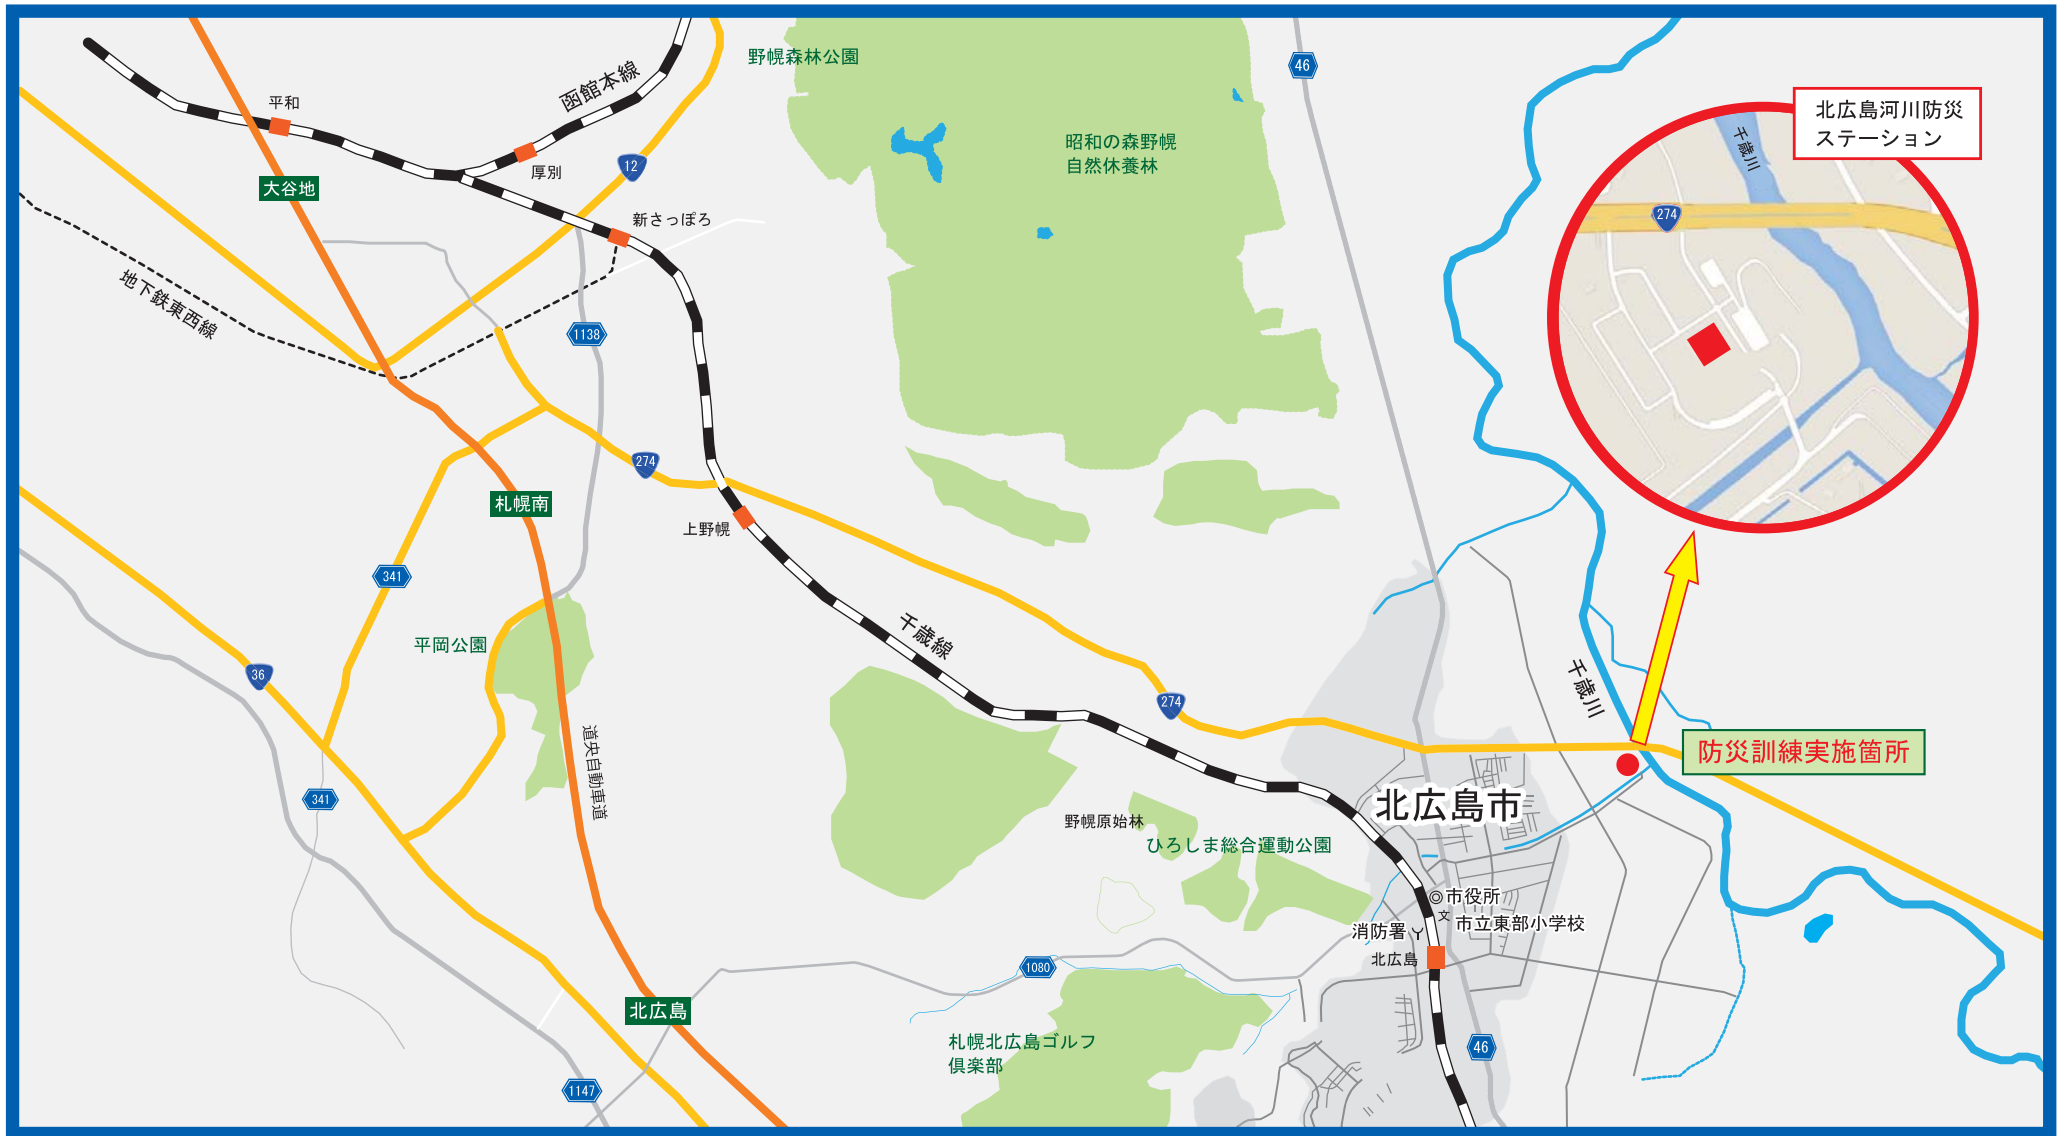 野幌森林公園
46
函館本線
平和
北広島河川防災
ステーション
千歳川
274
12
厚別
昭和の森野幌
自然休養林
大谷地
新さっぽろ
地下鉄東西線
1138
274
札幌南
上野幌
341
平岡公園
千歳線
36
274
千歳川
道央自動車道
防災訓練実施箇所
341
北広島市
野幌原始林
ひろしま総合運動公園
市役所
文
市立東部小学校
消防署
北広島
1080
北広島
札幌北広島ゴルフ
倶楽部
46
1147